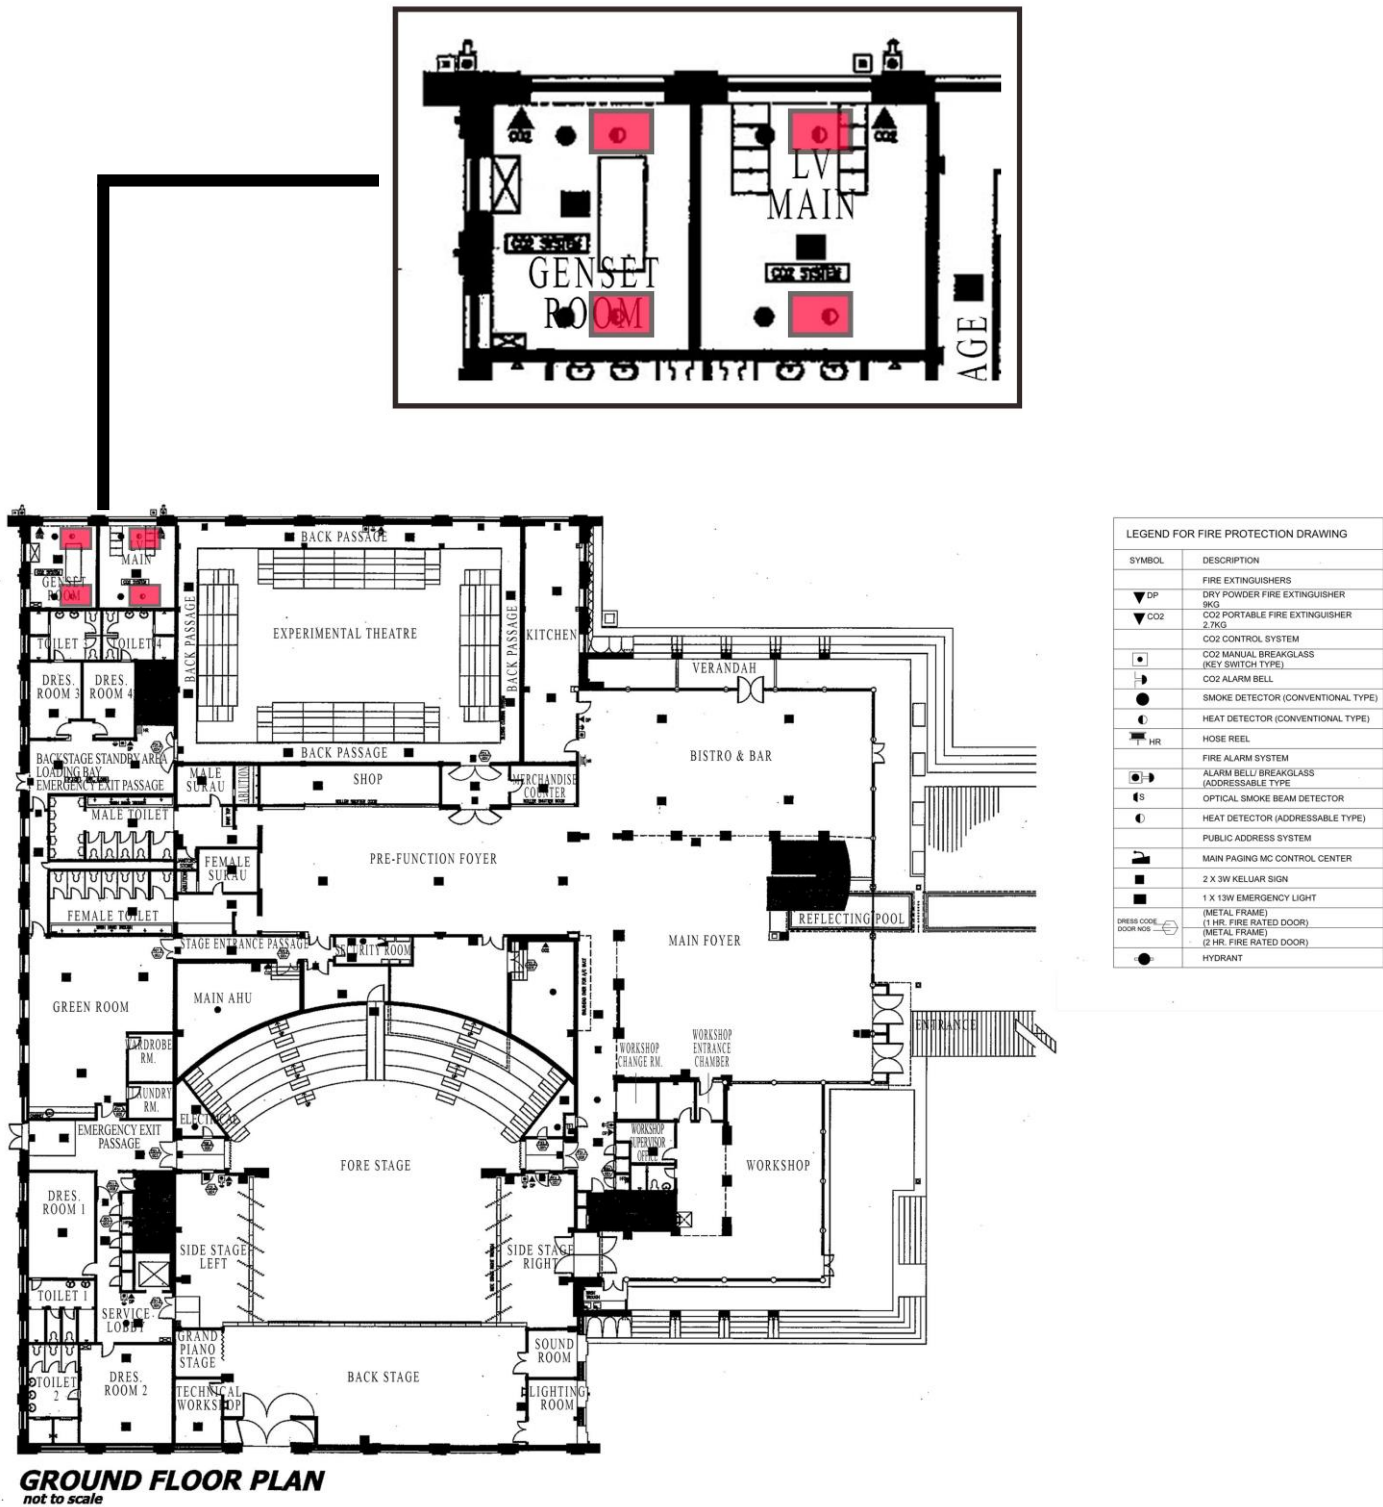 CO2
CO2
LV
MAIN
CO2 SYSTEM
CO2 SYSTEM
GENSET
ROOM
AGE
LV
MAIN
GENSET
ROOM
TOILET 3
TOILET 4
DRES.
ROOM 3
DRES.
ROOM 4
HR
BACK PASSAGE
BACK PASSAGE
EXPERIMENTAL THEATRE
BACK PASSAGE
BACK PASSAGE
KITCHEN
VERANDAH
BISTRO & BAR
BACKSTAGE STANDBY AREA
LOADING BAY
EMERGENCY EXIT PASSAGE
MALE
SURAU
ABLUTION
SHOP
MERCHANDISE
COUNTER
MALE TOILET
FEMALE
SURAU
PRE-FUNCTION FOYER
FEMALE TOILET
REFLECTING POOL
STAGE ENTRANCE PASSAGE
SECURITY ROOM
MAIN FOYER
GREEN ROOM
MAIN AHU
ENTRANCE
WARDROBE
RM.
WORKSHOP
CHANGE RM.
WORKSHOP
ENTRANCE
CHAMBER
LAUNDRY
RM.
ELECTRICAL
EMERGENCY EXIT
PASSAGE
WORKSHOP
SUPERVISOR
OFFICE
FORE STAGE
WORKSHOP
DRES.
ROOM 1
SIDE STAGE
LEFT
SIDE STAGE
RIGHT
TOILET 1
SERVICE
LOBBY
GRAND
PIANO
STAGE
SOUND
ROOM
TOILET
2
DRES.
ROOM 2
BACK STAGE
TECHNICAL
WORKSHOP
LIGHTING
ROOM
GROUND FLOOR PLAN
not to scale
LEGEND FOR FIRE PROTECTION DRAWING
SYMBOL DESCRIPTION
FIRE EXTINGUISHERS
DP DRY POWDER FIRE EXTINGUISHER
9KG
CO2 CO2 PORTABLE FIRE EXTINGUISHER
2.7KG
CO2 CONTROL SYSTEM
CO2 MANUAL BREAKGLASS
(KEY SWITCH TYPE)
CO2 ALARM BELL
SMOKE DETECTOR (CONVENTIONAL TYPE)
HEAT DETECTOR (CONVENTIONAL TYPE)
HR HOSE REEL
FIRE ALARM SYSTEM
ALARM BELL/ BREAKGLASS
(ADDRESSABLE TYPE
S OPTICAL SMOKE BEAM DETECTOR
HEAT DETECTOR (ADDRESSABLE TYPE)
PUBLIC ADDRESS SYSTEM
MAIN PAGING MC CONTROL CENTER
2 X 3W KELUAR SIGN
1 X 13W EMERGENCY LIGHT
DRESS CODE
DOOR NOS
(METAL FRAME)
(1 HR. FIRE RATED DOOR)
(METAL FRAME)
(2 HR. FIRE RATED DOOR)
HYDRANT